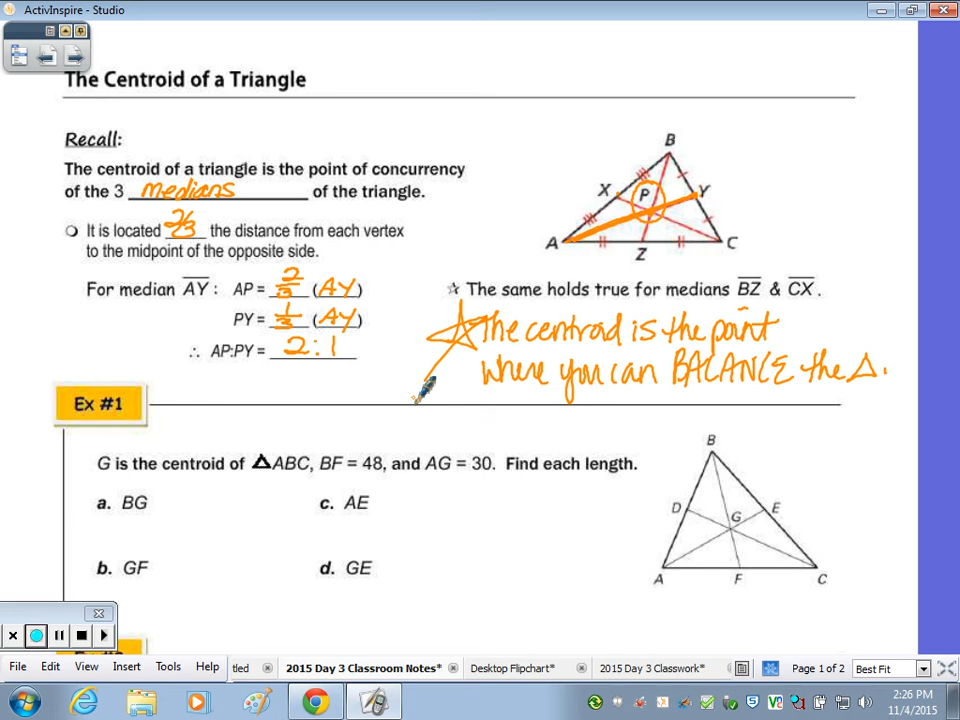 ActivInspire - Studio
The Centroid of a Triangle
Recall:
The centroid of a triangle is the point of concurrency
of the 3 medians of the triangle.
It is located 2/3 the distance from each vertex
to the midpoint of the opposite side.
For median AY : AP = 2/3 (AY)
PY = 1/3 (AY)
∴ AP:PY = 2:1
B
X
P
Y
A
Z
C
☆ The same holds true for medians BZ & CX.
☆ The centroid is the point
where you can BALANCE the Δ.
Ex #1
G is the centroid of ΔABC, BF = 48, and AG = 30. Find each length.
a. BG
c. AE
b. GF
d. GE
B
D
G
E
A
F
C
File Edit View Insert Tools Help
tled
2015 Day 3 Classroom Notes*
Desktop Flipchart*
2015 Day 3 Classwork*
Page 1 of 2
Best Fit
2:26 PM
11/4/2015